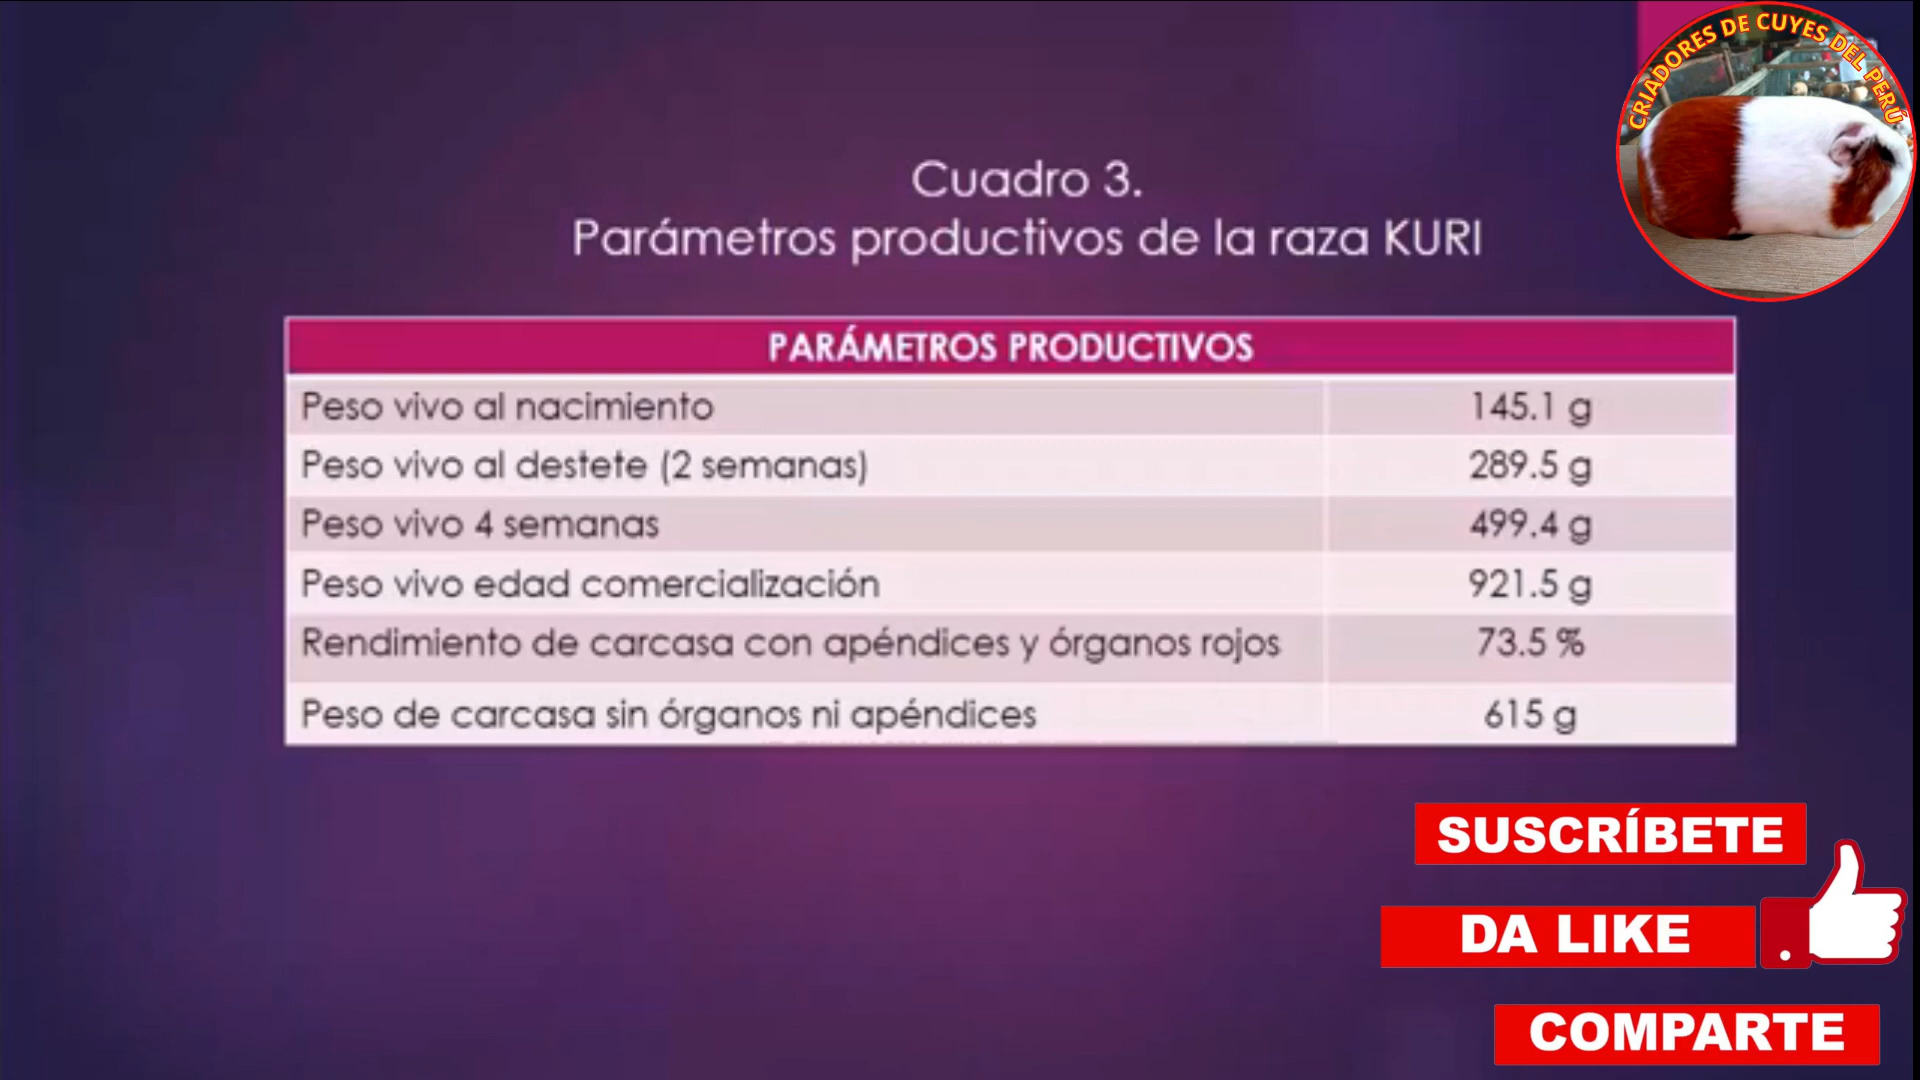 CRIADORES DE CUYES DEL PERÚ
Cuadro 3.
Parámetros productivos de la raza KURI
PARÁMETROS PRODUCTIVOS
Peso vivo al nacimiento 145.1 g
Peso vivo al destete (2 semanas) 289.5 g
Peso vivo 4 semanas 499.4 g
Peso vivo edad comercialización 921.5 g
Rendimiento de carcasa con apéndices y órganos rojos 73.5 %
Peso de carcasa sin órganos ni apéndices 615 g
SUSCRÍBETE
DA LIKE
COMPARTE